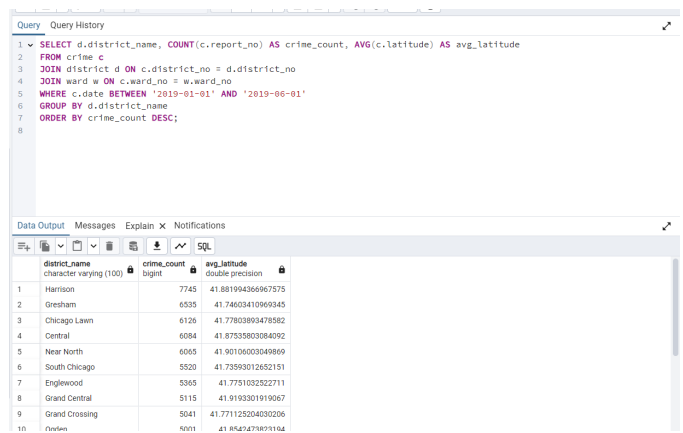 Query Query History
1 SELECT d.district_name, COUNT(c.report_no) AS crime_count, AVG(c.latitude) AS avg_latitude
2 FROM crime c
3 JOIN district d ON c.district_no = d.district_no
4 JOIN ward w ON c.ward_no = w.ward_no
5 WHERE c.date BETWEEN '2019-01-01' AND '2019-06-01'
6 GROUP BY d.district_name
7 ORDER BY crime_count DESC;
8
Data Output Messages Explain X Notifications
SQL
district_name crime_count avg_latitude
character varying (100) bigint double precision
1 Harrison 7745 41.881994366967575
2 Gresham 6535 41.74603410969345
3 Chicago Lawn 6126 41.77803893478582
4 Central 6084 41.87535803084092
5 Near North 6065 41.90106003049869
6 South Chicago 5520 41.73593012652151
7 Englewood 5365 41.7751032522711
8 Grand Central 5115 41.9193301919067
9 Grand Crossing 5041 41.771125204030206
10 Ogden 5001 41.8542473823194